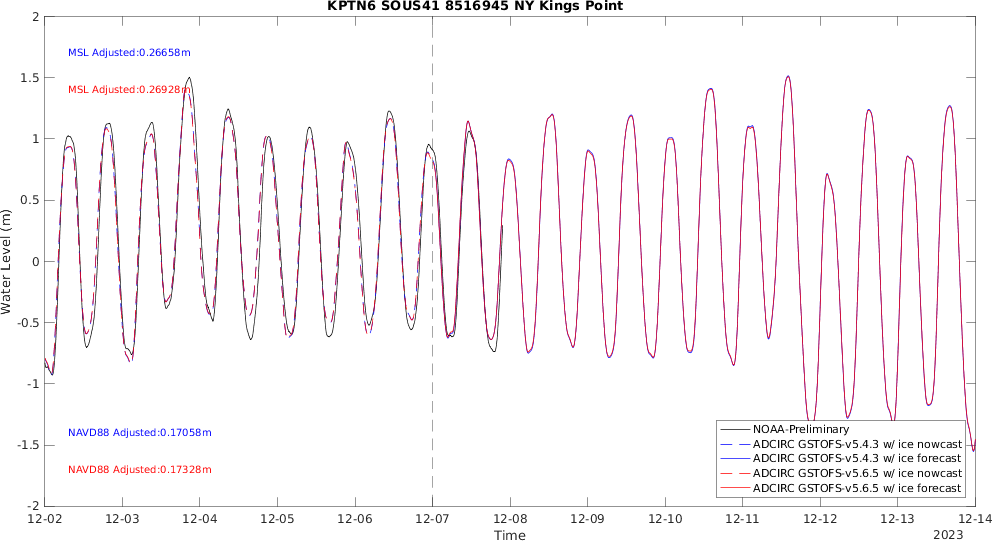 KPTN6 SOUS41 8516945 NY Kings Point
MSL Adjusted:0.26658m
MSL Adjusted:0.26928m
NAVD88 Adjusted:0.17058m
NAVD88 Adjusted:0.17328m
Water Level (m)
2
1.5
1
0.5
0
-0.5
-1
-1.5
-2
NOAA-Preliminary
ADCIRC GSTOFS-v5.4.3 w/ ice nowcast
ADCIRC GSTOFS-v5.4.3 w/ ice forecast
ADCIRC GSTOFS-v5.6.5 w/ ice nowcast
ADCIRC GSTOFS-v5.6.5 w/ ice forecast
12-02 12-03 12-04 12-05 12-06 12-07 12-08 12-09 12-10 12-11 12-12 12-13 12-14
Time
2023